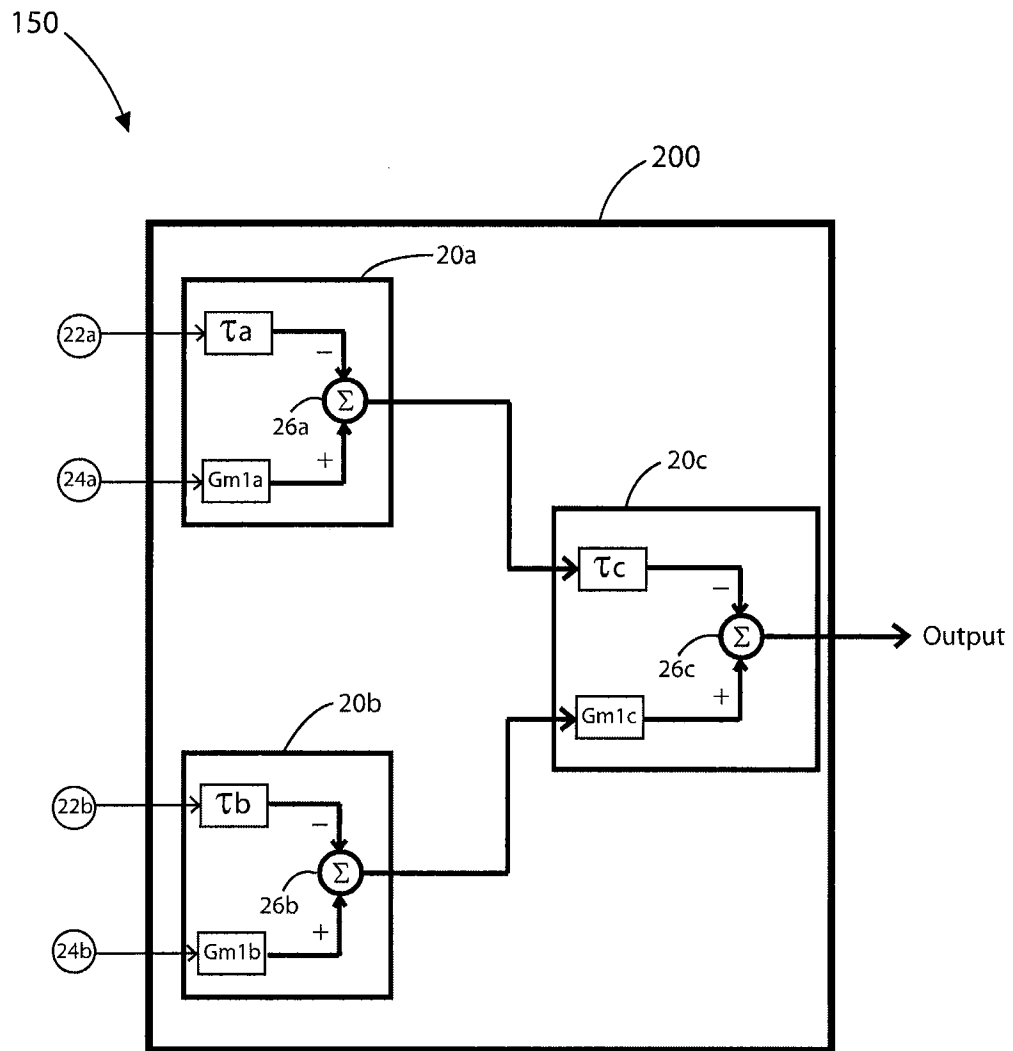 150
200
20a
22a
τa
−
Σ
26a
+
24a
Gm1a
20c
τc
−
Σ
Output
26c
+
Gm1c
20b
22b
τb
−
Σ
26b
+
24b
Gm1b